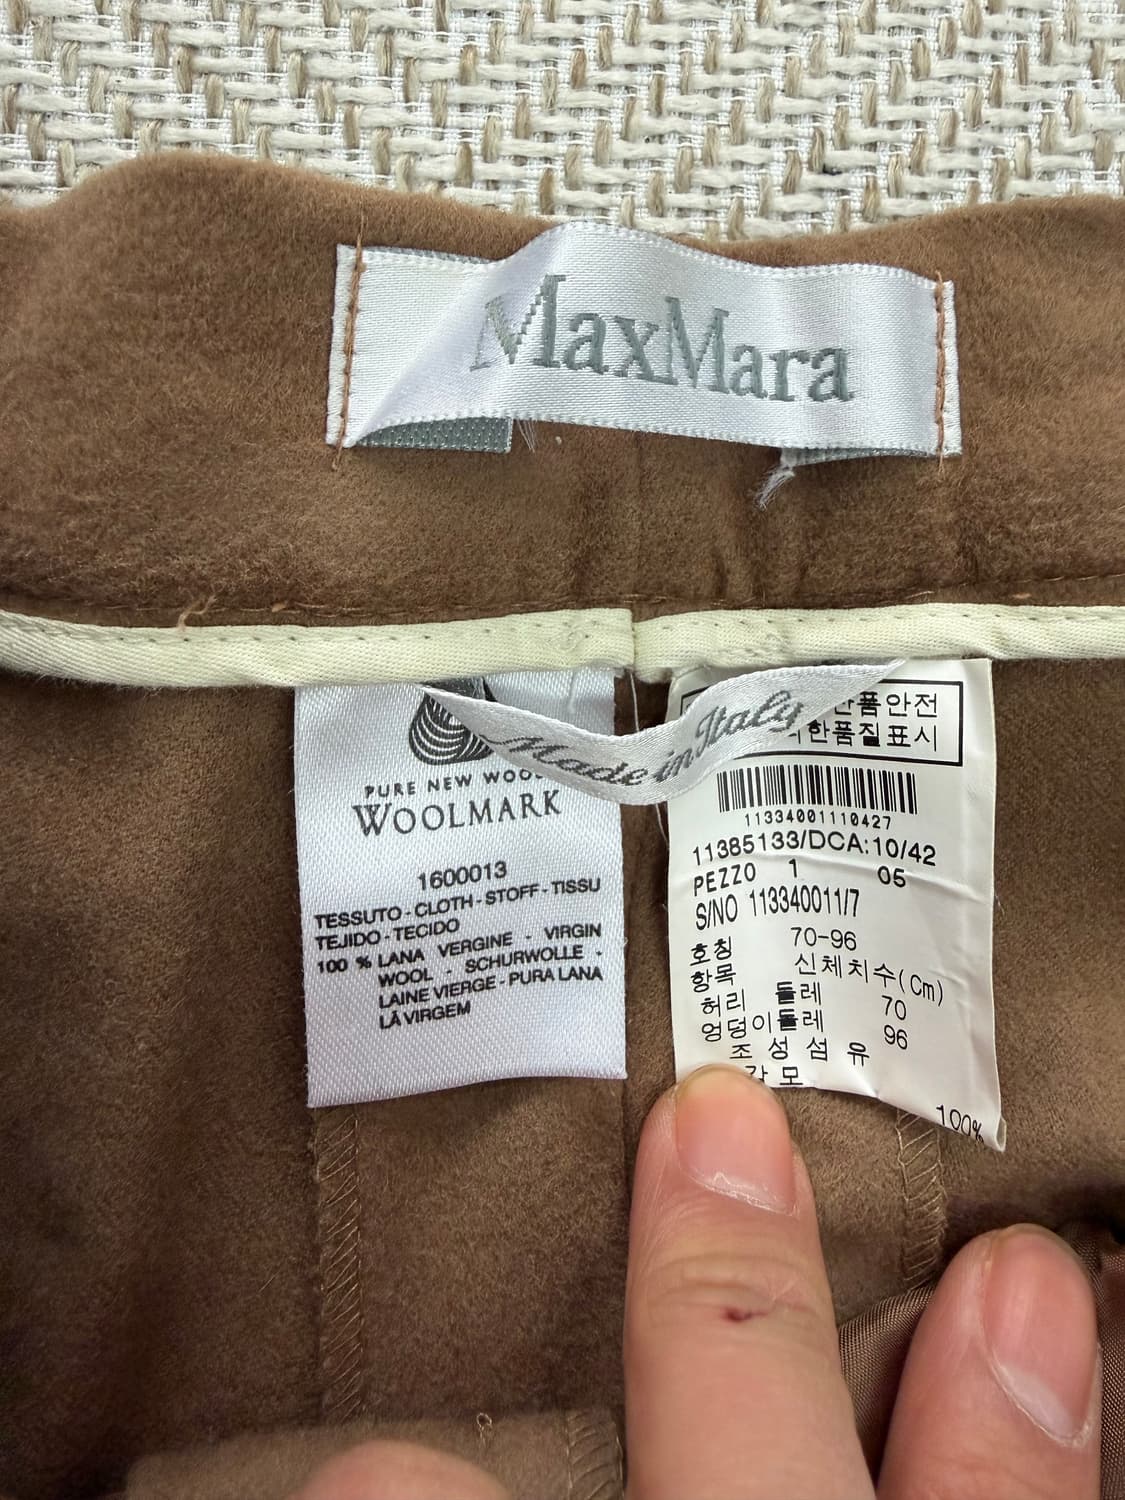 MaxMara
Made in Italy
PURE NEW
WOOLMARK
1600013
TESSUTO - CLOTH - STOFF - TISSU
TEJIDO - TECIDO
100 % LANA VERGINE - VIRGIN
WOOL - SCHURWOLLE -
LAINE VIERGE - PURA LANA
LÃ VIRGEM
품안전
한품질표시
11334001110427
11385133/DCA:10/42
PEZZO 1 05
S/NO 113340011/7
호칭 70-96
항목 신체치수(Cm)
허리 둘레 70
엉덩이둘레 96
조성섬유
모
100%